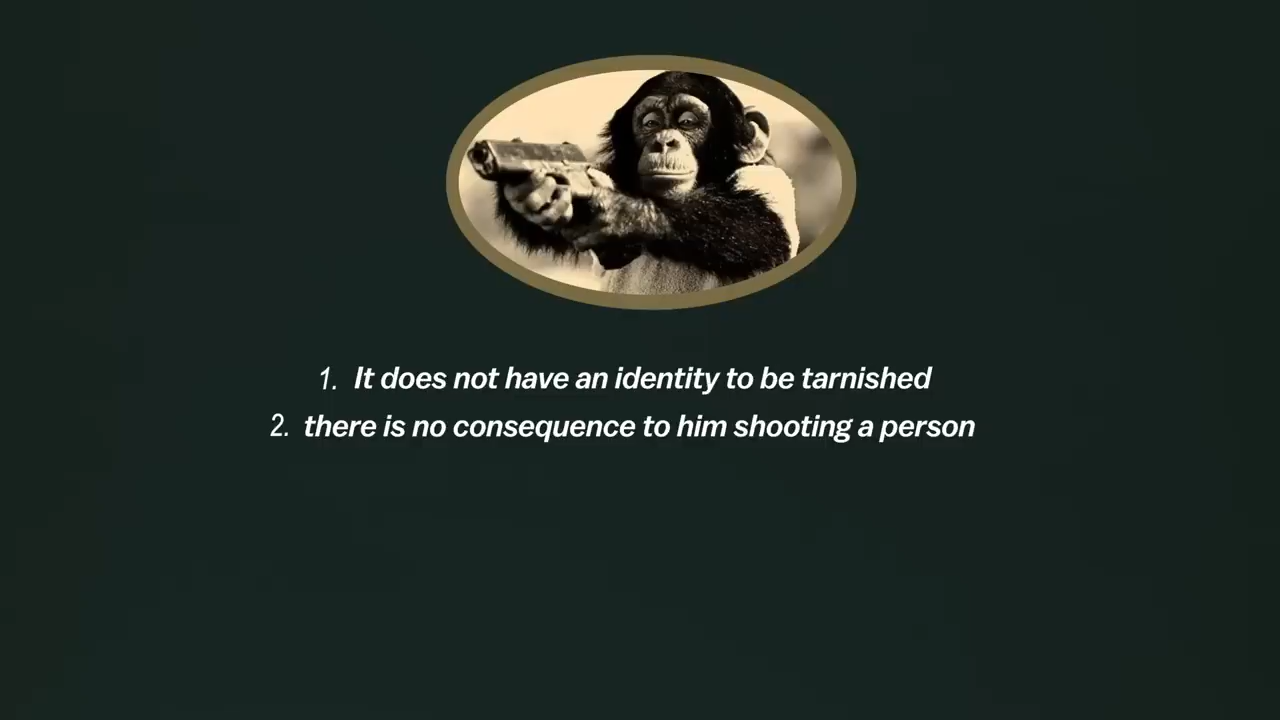 1. It does not have an identity to be tarnished
2. there is no consequence to him shooting a person